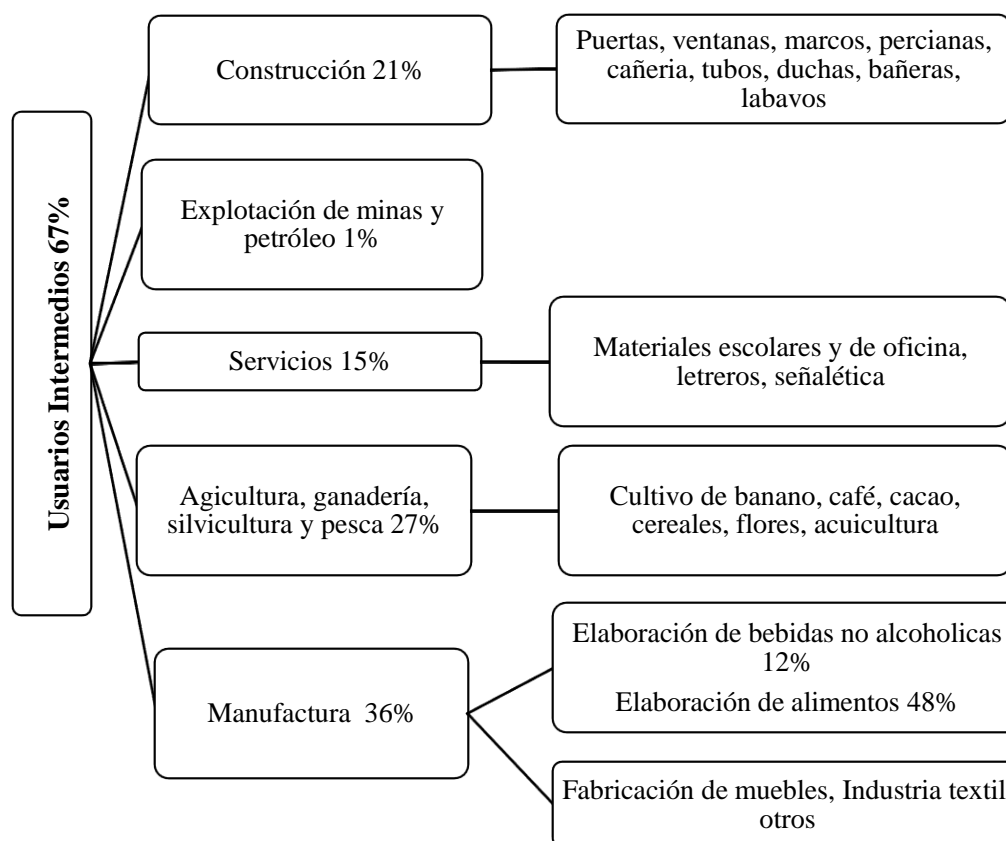 Usuarios Intermedios 67%
Construcción 21%
Puertas, ventanas, marcos, percianas,
cañeria, tubos, duchas, bañeras,
labavos
Explotación de minas y
petróleo 1%
Servicios 15%
Materiales escolares y de oficina,
letreros, señalética
Agicultura, ganadería,
silvicultura y pesca 27%
Cultivo de banano, café, cacao,
cereales, flores, acuicultura
Manufactura 36%
Elaboración de bebidas no alcoholicas
12%
Elaboración de alimentos 48%
Fabricación de muebles, Industria textil
otros